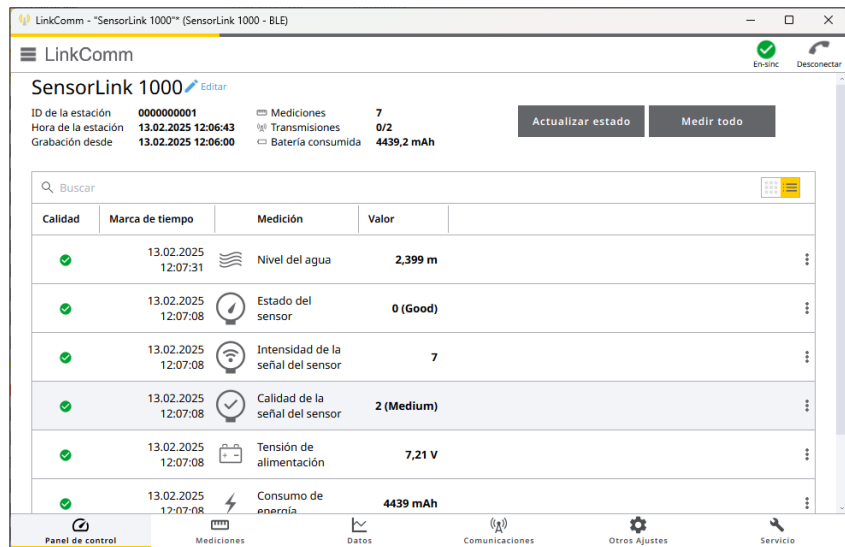 LinkComm - "SensorLink 1000"* (SensorLink 1000 - BLE)
LinkComm
En-sinc
Desconectar
SensorLink 1000 Editar
ID de la estación 0000000001
Hora de la estación 13.02.2025 12:06:43
Grabación desde 13.02.2025 12:06:00
Mediciones 7
Transmisiones 0/2
Batería consumida 4439,2 mAh
Actualizar estado
Medir todo
Buscar
Calidad Marca de tiempo Medición Valor
13.02.2025
12:07:31
Nivel del agua
2,399 m
13.02.2025
12:07:08
Estado del
sensor
0 (Good)
13.02.2025
12:07:08
Intensidad de la
señal del sensor
7
13.02.2025
12:07:08
Calidad de la
señal del sensor
2 (Medium)
13.02.2025
12:07:08
Tensión de
alimentación
7,21 V
13.02.2025
12:07:08
Consumo de
energía
4439 mAh
Panel de control
Mediciones
Datos
Comunicaciones
Otros Ajustes
Servicio